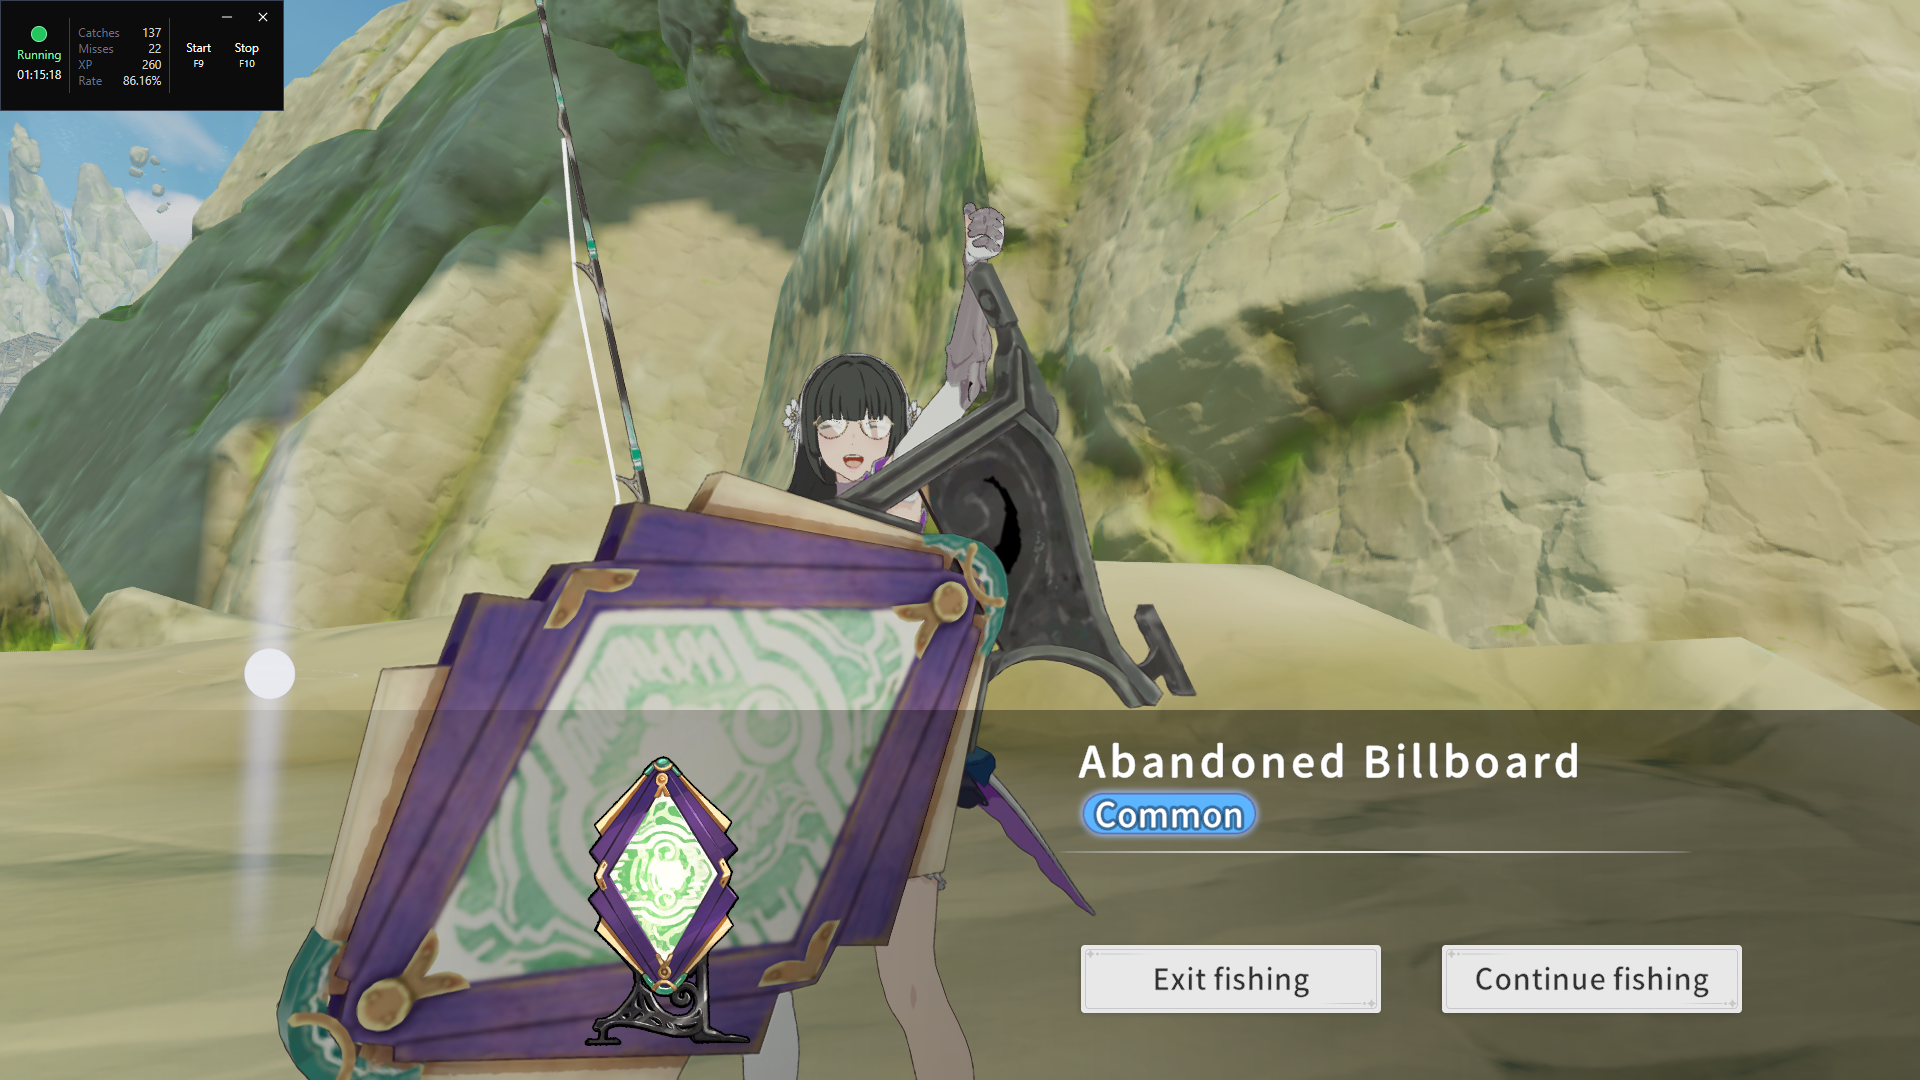 Running
01:15:18
Catches 137
Misses 22
XP 260
Rate 86.16%
Start
F9
Stop
F10
Abandoned Billboard
Common
Exit fishing
Continue fishing